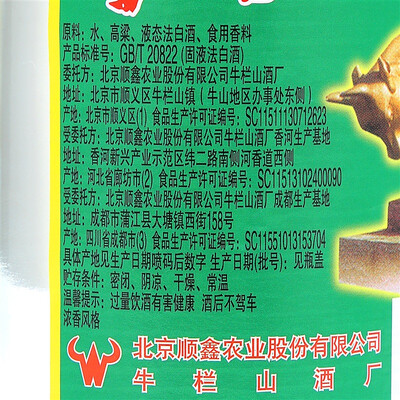 原料：水、高粱、液态法白酒、食用香料
产品标准号：GB/T 20822 (固液法白酒)
委托方：北京顺鑫农业股份有限公司牛栏山酒厂
地址：北京市顺义区牛栏山镇（牛山地区办事处东侧）
产地：北京市顺义区(1) 食品生产许可证编号：SC11511130712623
受委托方：北京顺鑫农业股份有限公司牛栏山酒厂香河生产基地
地址：香河新兴产业示范区纬二路南侧河香道西侧
产地：河北省廊坊市(2) 食品生产许可证编号：SC11513102400090
受委托方：北京顺鑫农业股份有限公司牛栏山酒厂成都生产基地
地址：成都市蒲江县大塘镇西街158号
产地：四川省成都市(3) 食品生产许可证编号：SC11551013153704
具体产地见生产日期喷码后数字 生产日期(批号)：见瓶盖
贮存条件：密闭、阴凉、干燥、常温
温馨提示：过量饮酒有害健康 酒后不驾车
浓香风格
北京顺鑫农业股份有限公司
牛栏山酒厂